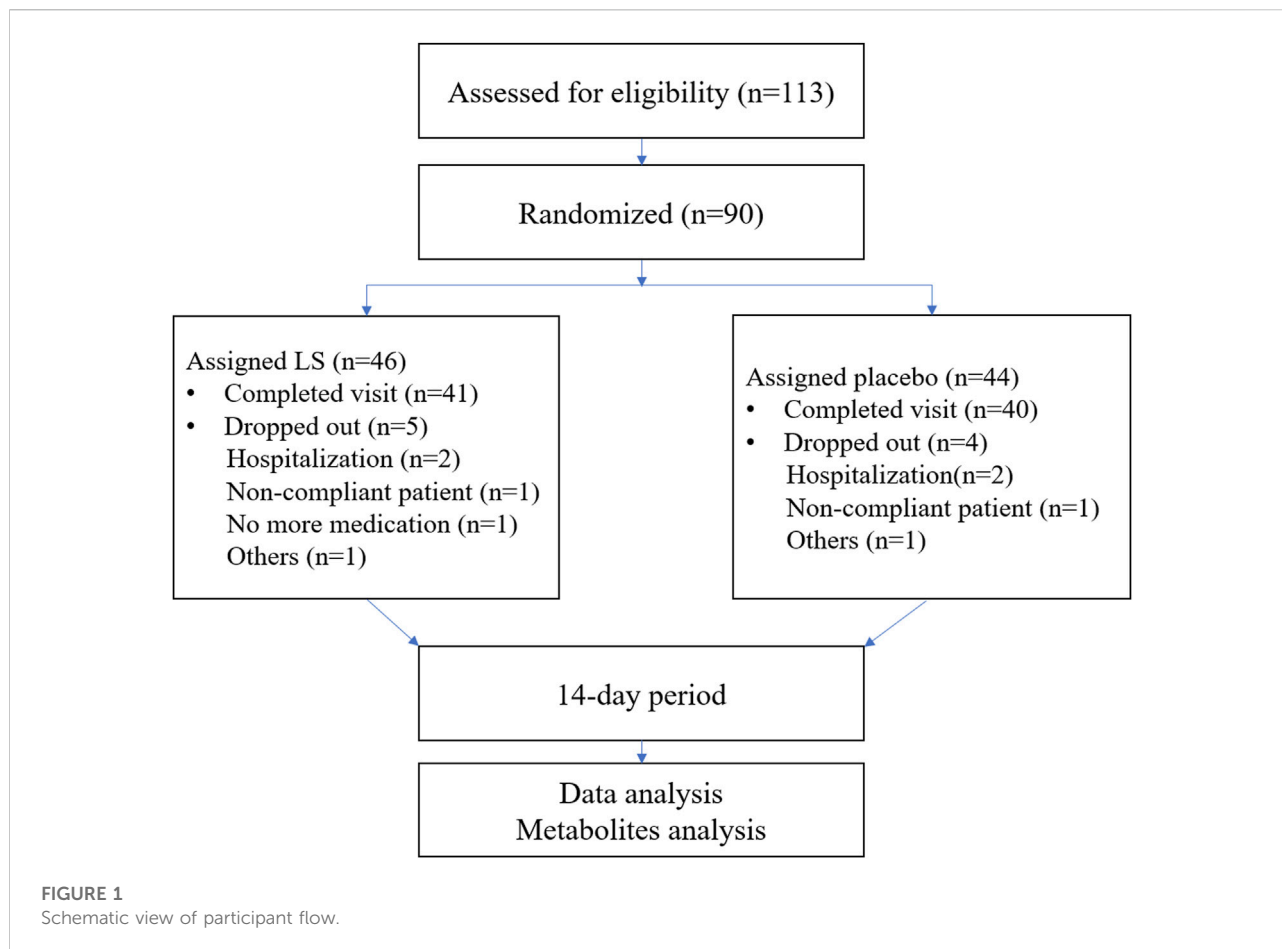 Assessed for eligibility (n=113)
Randomized (n=90)
Assigned LS (n=46)
• Completed visit (n=41)
• Dropped out (n=5)
Hospitalization (n=2)
Non-compliant patient (n=1)
No more medication (n=1)
Others (n=1)
Assigned placebo (n=44)
• Completed visit (n=40)
• Dropped out (n=4)
Hospitalization(n=2)
Non-compliant patient (n=1)
Others (n=1)
14-day period
Data analysis
Metabolites analysis
FIGURE 1
Schematic view of participant flow.